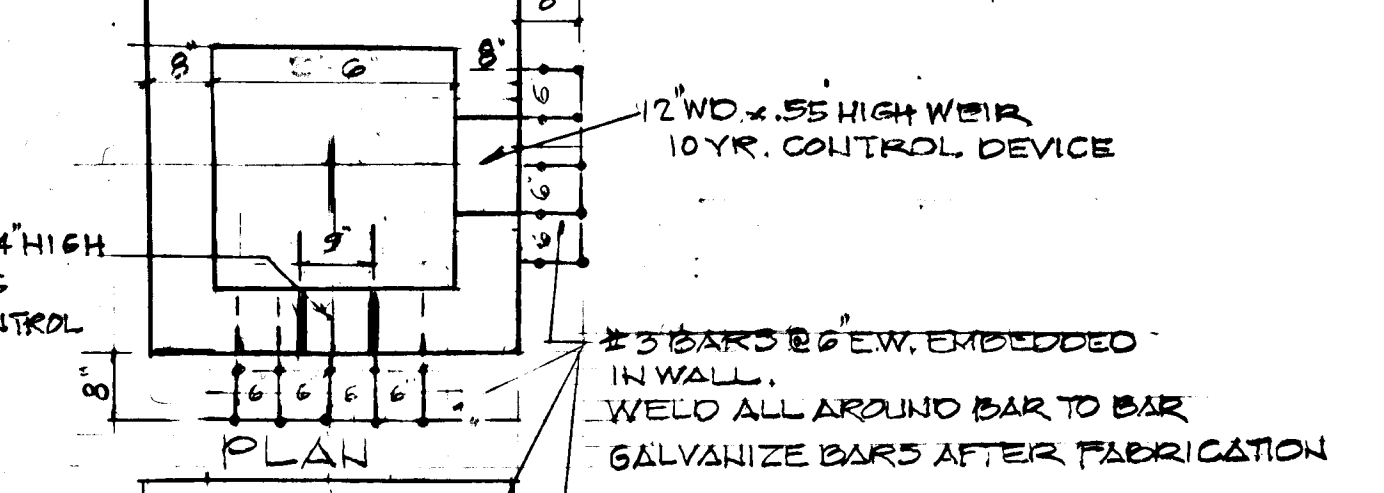 8"
6"
8"
6
12"WD. x .55' HIGH WEIR
10 YR. CONTROL DEVICE
6'
9"
4" HIGH
6
#3 BARS @ 6" E.W. EMBEDDED
IN WALL.
8"
6 6 6 6
WELD ALL AROUND BAR TO BAR
PLAN
GALVANIZE BARS AFTER FABRICATION